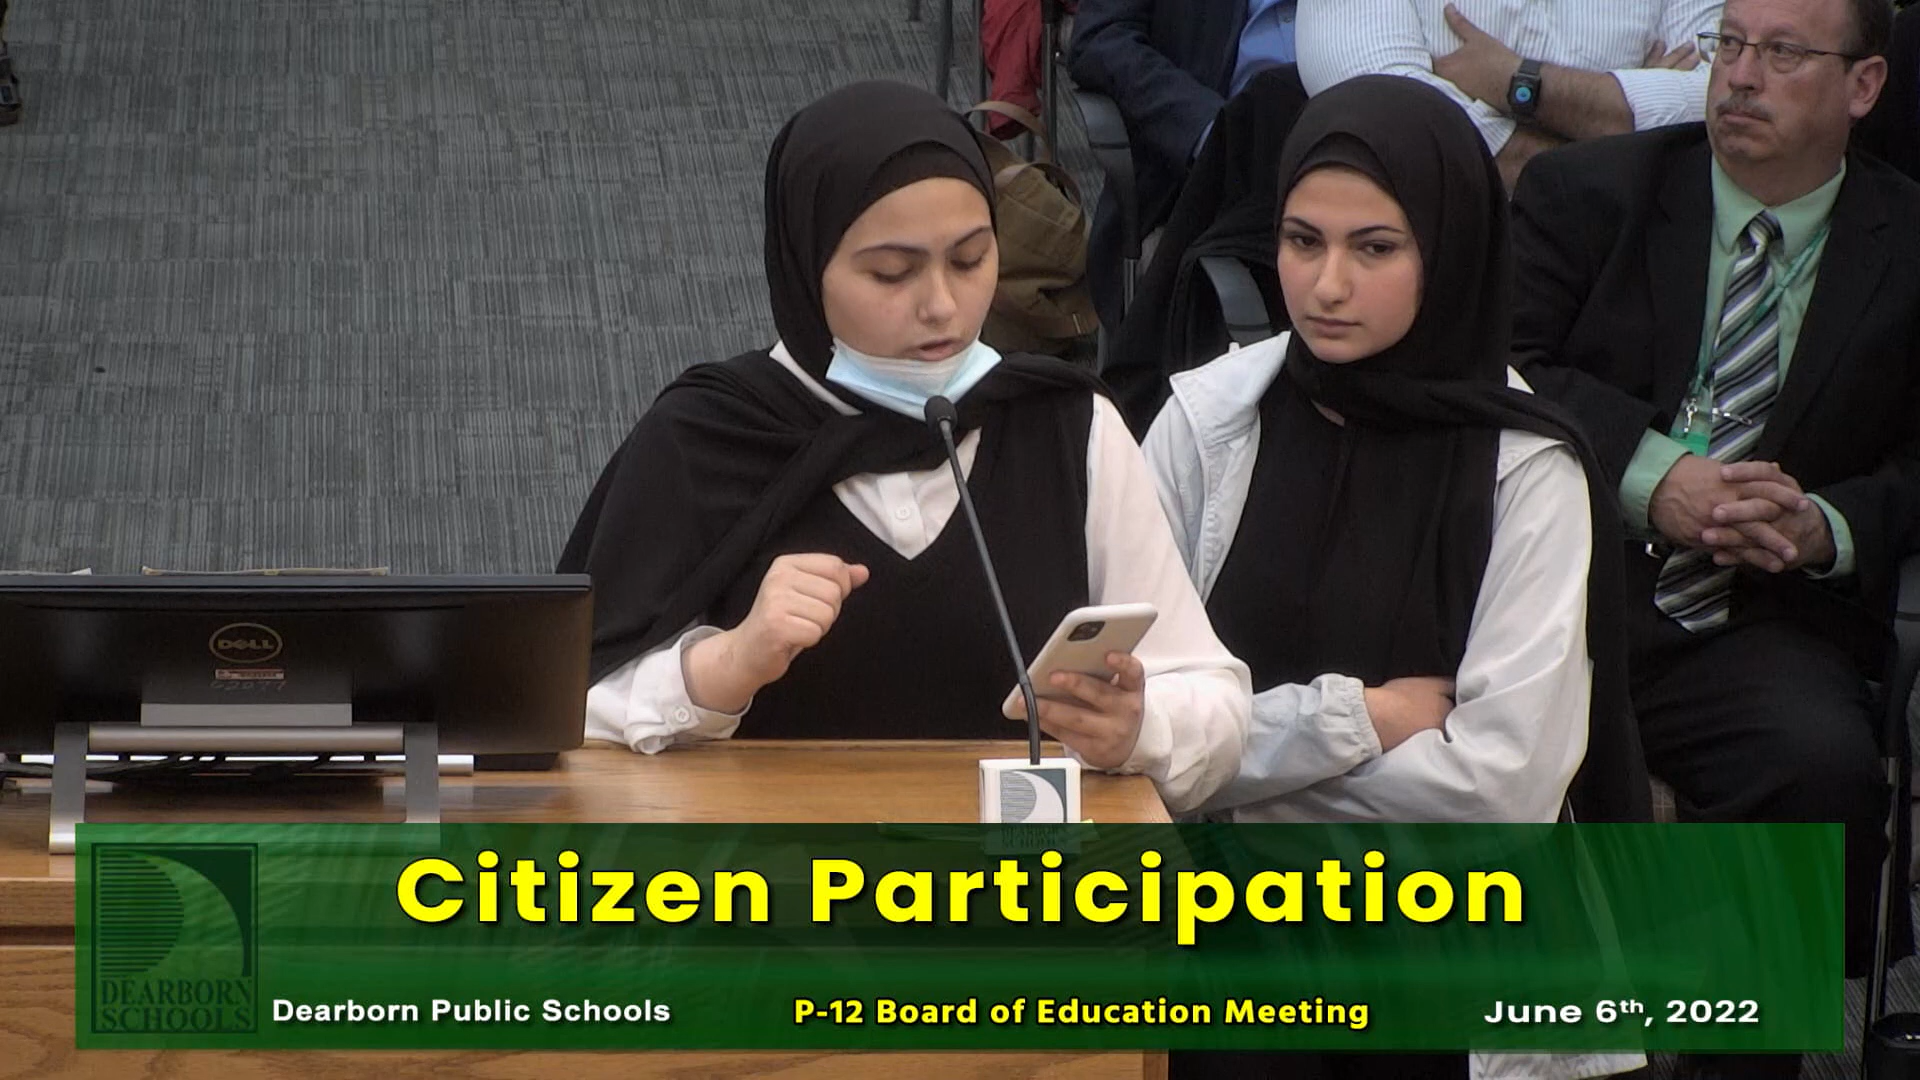 DELL
Citizen Participation
DEARBORN
SCHOOLS
Dearborn Public Schools
P-12 Board of Education Meeting
June 6th, 2022